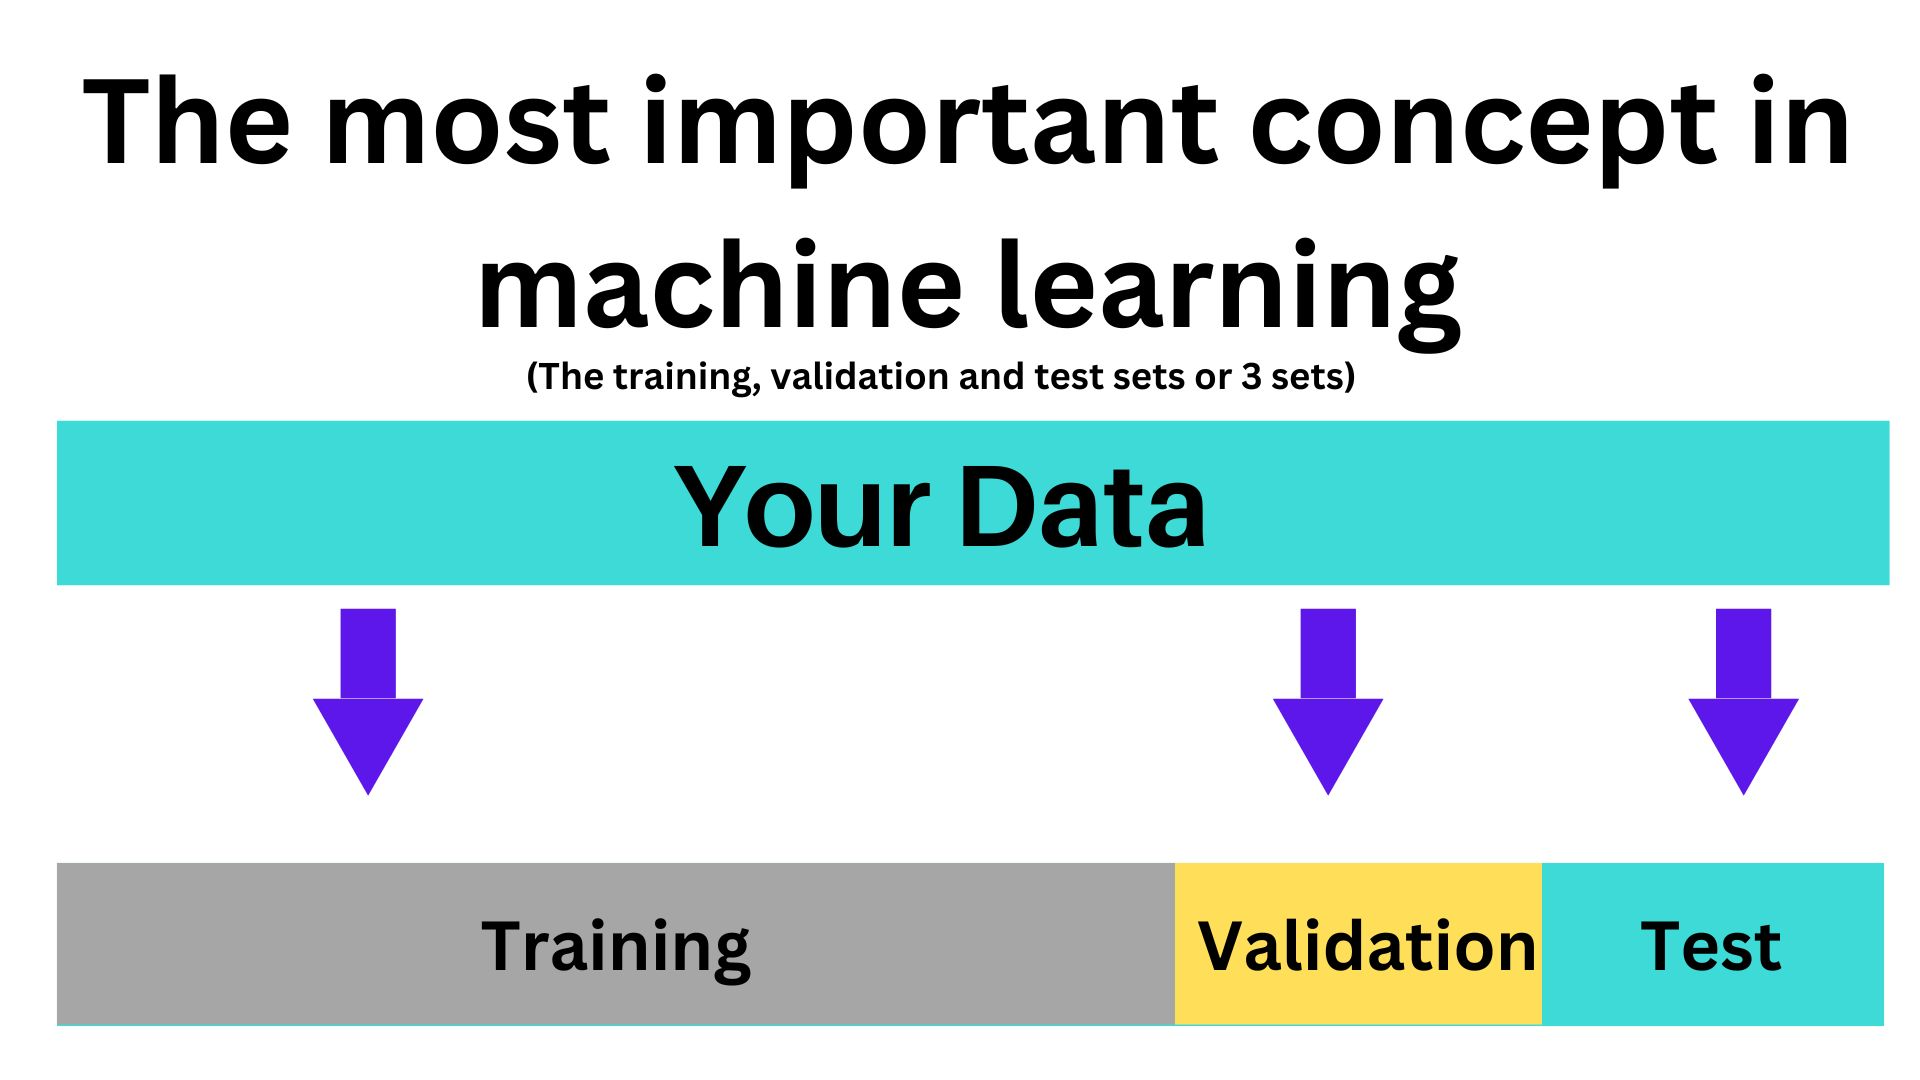 The most important concept in
machine learning
(The training, validation and test sets or 3 sets)
Your Data
Training
Validation
Test